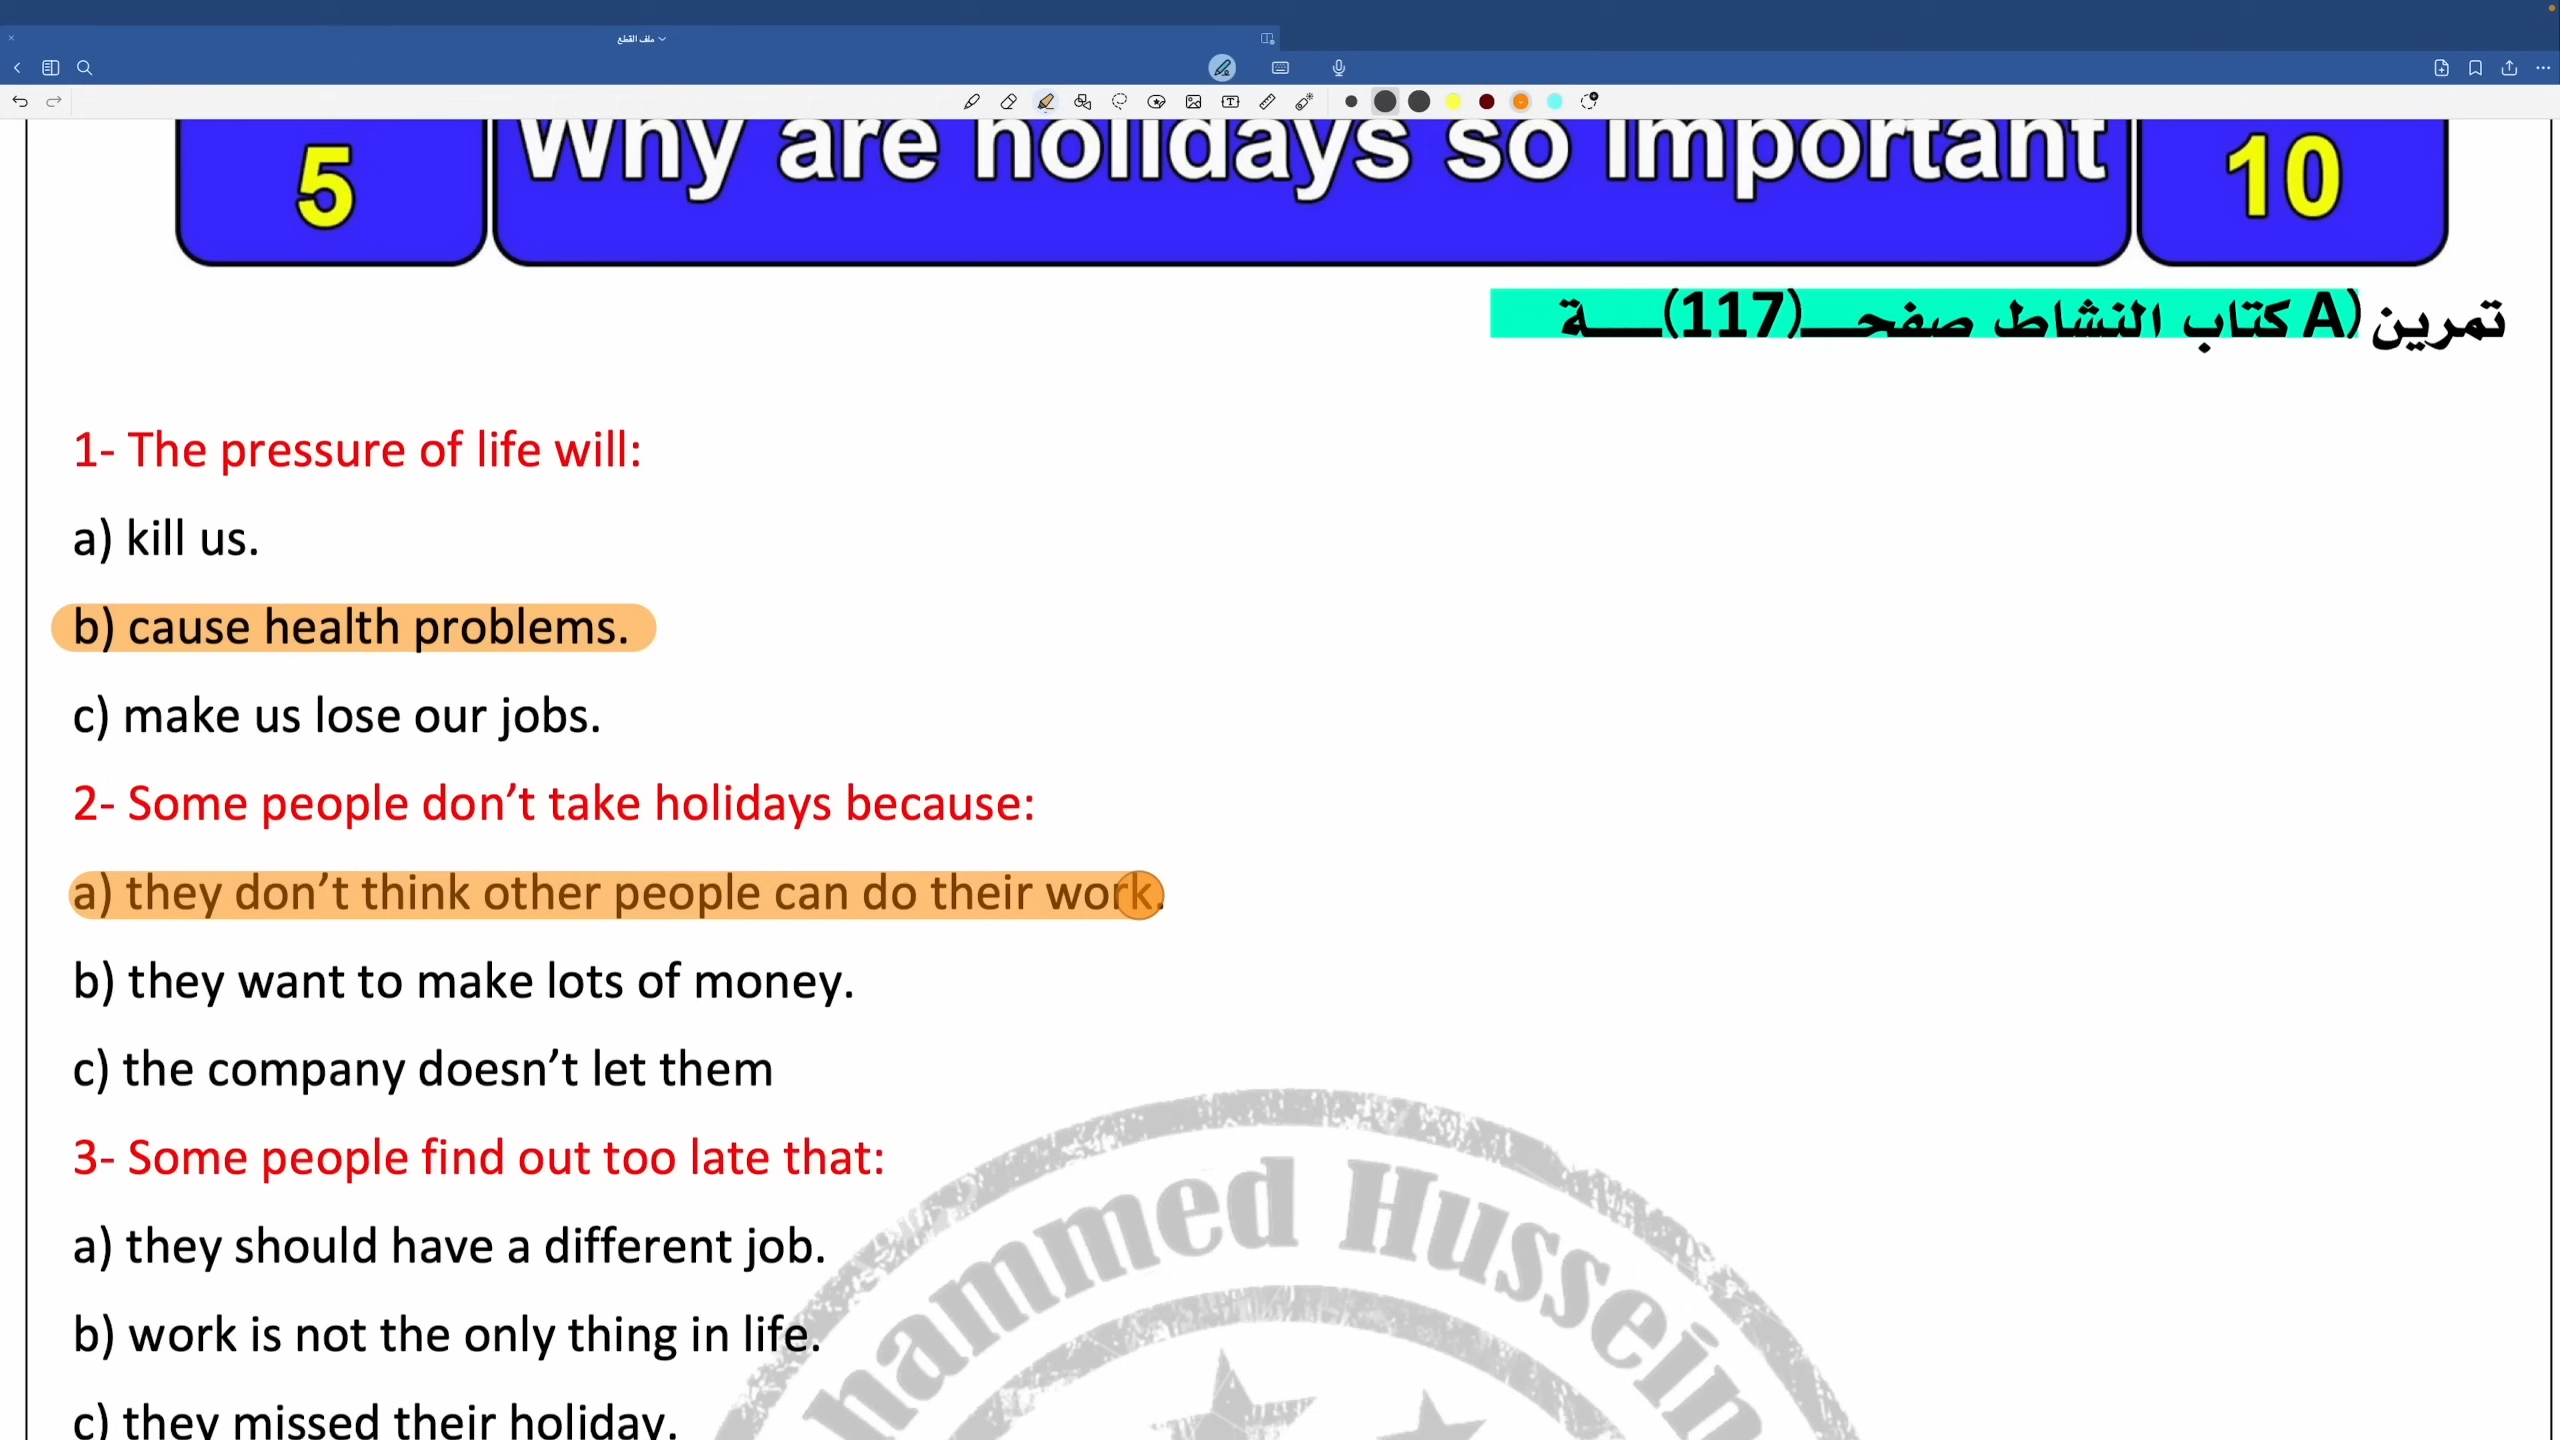 ملف القطع
5
Why are holidays so important
10
تمرين (A كتاب النشاط صفحـــ(117)ـــة
1- The pressure of life will:
a) kill us.
b) cause health problems.
c) make us lose our jobs.
2- Some people don’t take holidays because:
a) they don’t think other people can do their work.
b) they want to make lots of money.
c) the company doesn’t let them
3- Some people find out too late that:
a) they should have a different job.
b) work is not the only thing in life.
c) they missed their holiday.
hammed Hussein